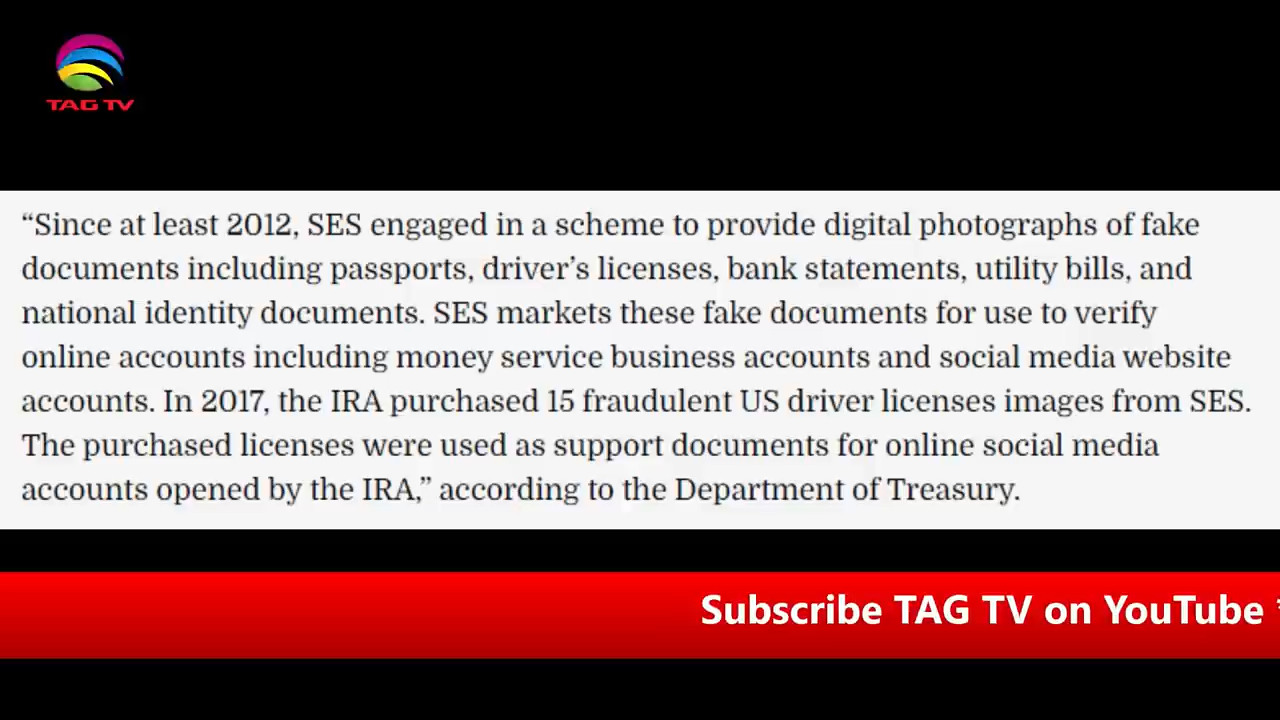 TAG TV
“Since at least 2012, SES engaged in a scheme to provide digital photographs of fake
documents including passports, driver’s licenses, bank statements, utility bills, and
national identity documents. SES markets these fake documents for use to verify
online accounts including money service business accounts and social media website
accounts. In 2017, the IRA purchased 15 fraudulent US driver licenses images from SES.
The purchased licenses were used as support documents for online social media
accounts opened by the IRA,” according to the Department of Treasury.
Subscribe TAG TV on YouTube